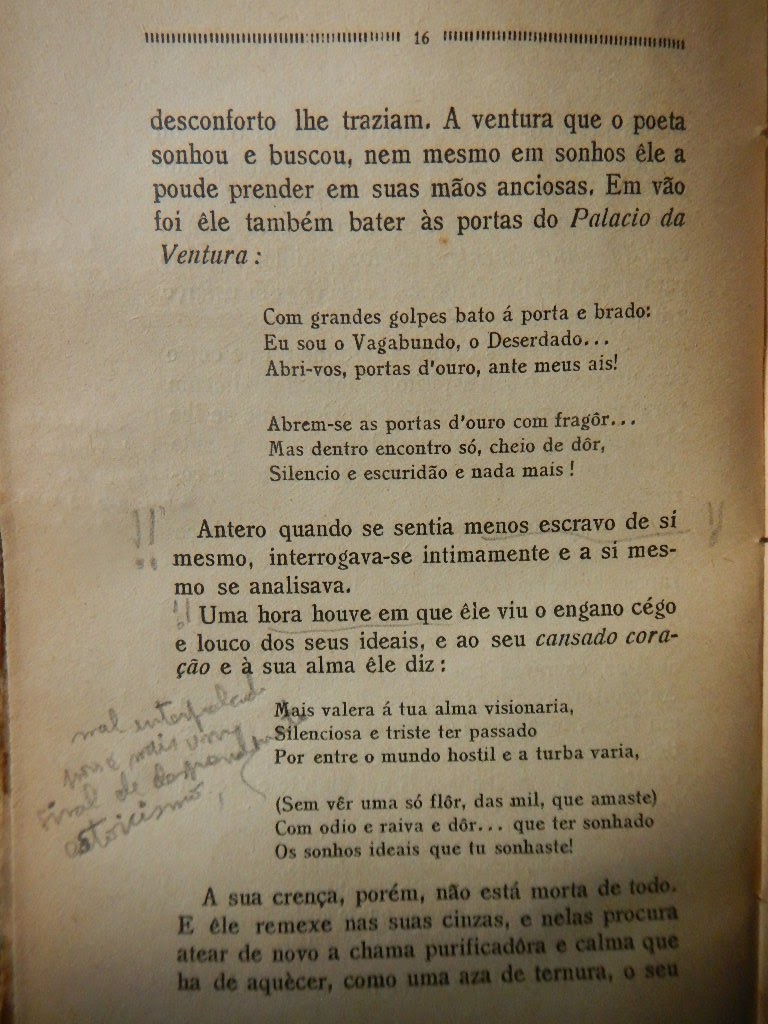 16
desconforto lhe traziam. A ventura que o poeta
sonhou e buscou, nem mesmo em sonhos êle a
poude prender em suas mãos anciosas. Em vão
foi êle também bater às portas do Palacio da
Ventura :
Com grandes golpes bato á porta e brado:
Eu sou o Vagabundo, o Deserdado...
Abri-vos, portas d'ouro, ante meus ais!
Abrem-se as portas d'ouro com fragôr...
Mas dentro encontro só, cheio de dôr,
Silencio e escuridão e nada mais !
!!
Antero quando se sentia menos escravo de si
mesmo, interrogava-se intimamente e a si mes-
mo se analisava.
!!
Uma hora houve em que êle viu o engano cégo
e louco dos seus ideais, e ao seu cansado cora-
ção e à sua alma êle diz :
mal interpelado
mais um
sinal de
estoicismo,
Mais valera á tua alma visionaria,
Silenciosa e triste ter passado
Por entre o mundo hostil e a turba varia,
(Sem vêr uma só flôr, das mil, que amaste)
Com odio e raiva e dôr... que ter sonhado
Os sonhos ideais que tu sonhaste!
A sua crença, porém, não está morta de todo.
E êle remexe nas suas cinzas, e nelas procura
atear de novo a chama purificadôra e calma que
ha de aquècer, como uma aza de ternura, o seu